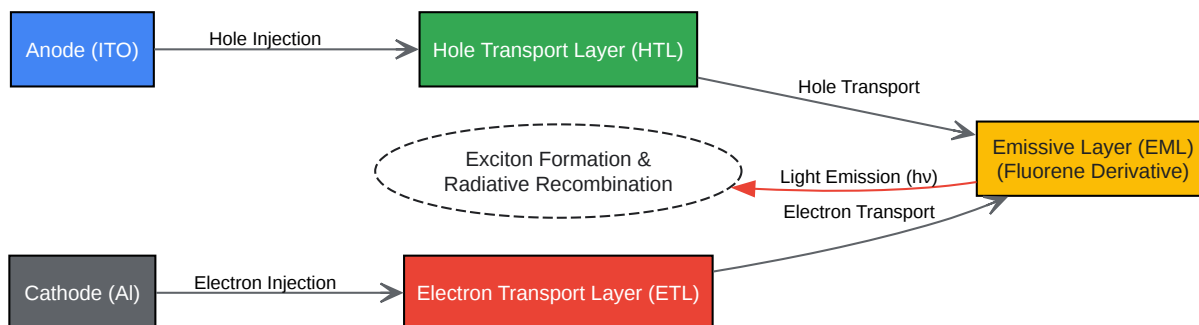 Anode (ITO)
Hole Injection
Hole Transport Layer (HTL)
Hole Transport
Emissive Layer (EML)
(Fluorene Derivative)
Exciton Formation &
Radiative Recombination
Light Emission (hν)
Electron Transport
Cathode (Al)
Electron Injection
Electron Transport Layer (ETL)